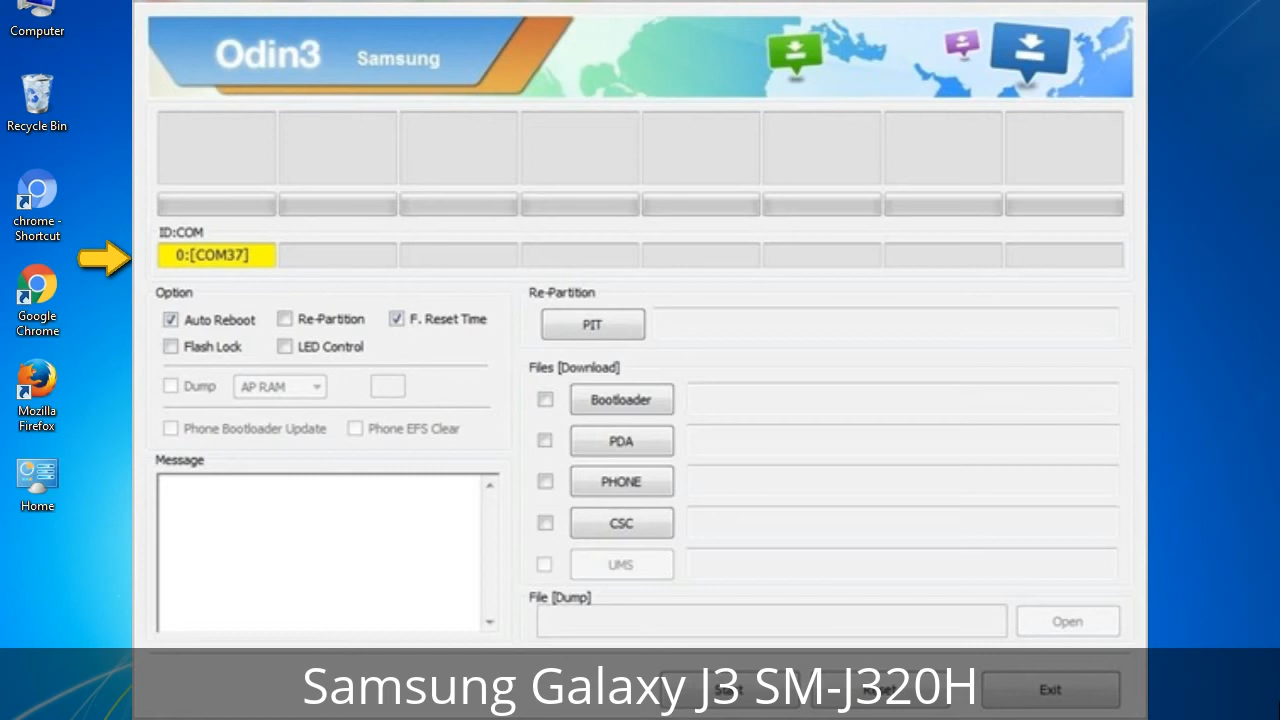 Computer
Recycle Bin
chrome -
Shortcut
Google
Chrome
Mozilla
Firefox
Home
Odin3 Samsung
ID:COM
0:[COM37]
Option
Auto Reboot Re-Partition F. Reset Time
Flash Lock LED Control
Dump AP RAM
Phone Bootloader Update Phone EFS Clear
Message
Re-Partition
PIT
Files [Download]
Bootloader
PDA
PHONE
CSC
UMS
File [Dump]
Open
Start Reset Exit
Samsung Galaxy J3 SM-J320H